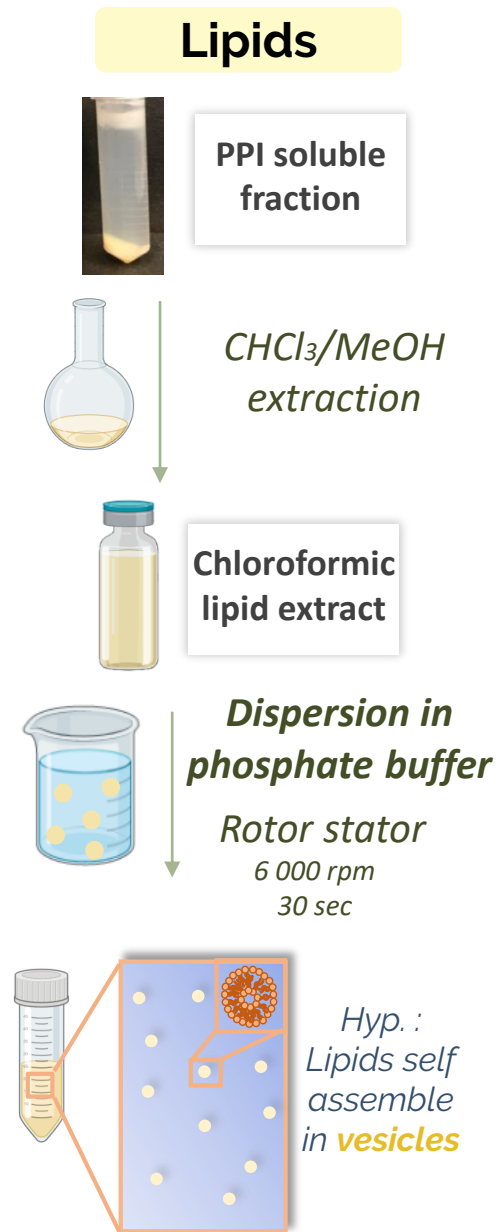 Lipids
PPI soluble
fraction
CHCl₃/MeOH
extraction
Chloroformic
lipid extract
Dispersion in
phosphate buffer
Rotor stator
6 000 rpm
30 sec
Hyp. :
Lipids self
assemble
in vesicles